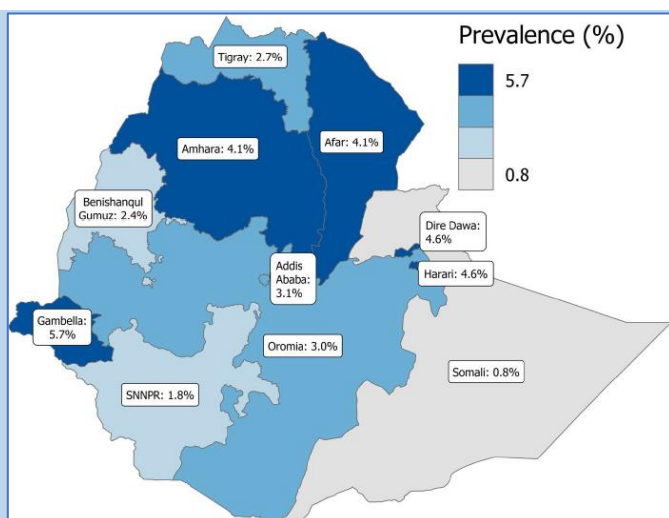 Prevalence (%)
5.7
0.8
Tigray: 2.7%
Amhara: 4.1%
Afar: 4.1%
Benishanqul
Gumuz: 2.4%
Dire Dawa:
4.6%
Addis
Ababa:
3.1%
Harari: 4.6%
Gambella:
5.7%
Oromia: 3.0%
Somali: 0.8%
SNNPR: 1.8%